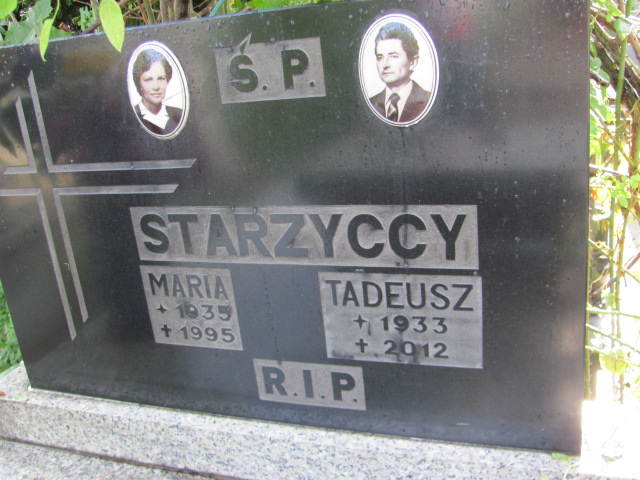 Ś. P.
STARZYCCY
MARIA
+ 1935
+ 1995
TADEUSZ
+ 1933
+ 2012
R.I.P.